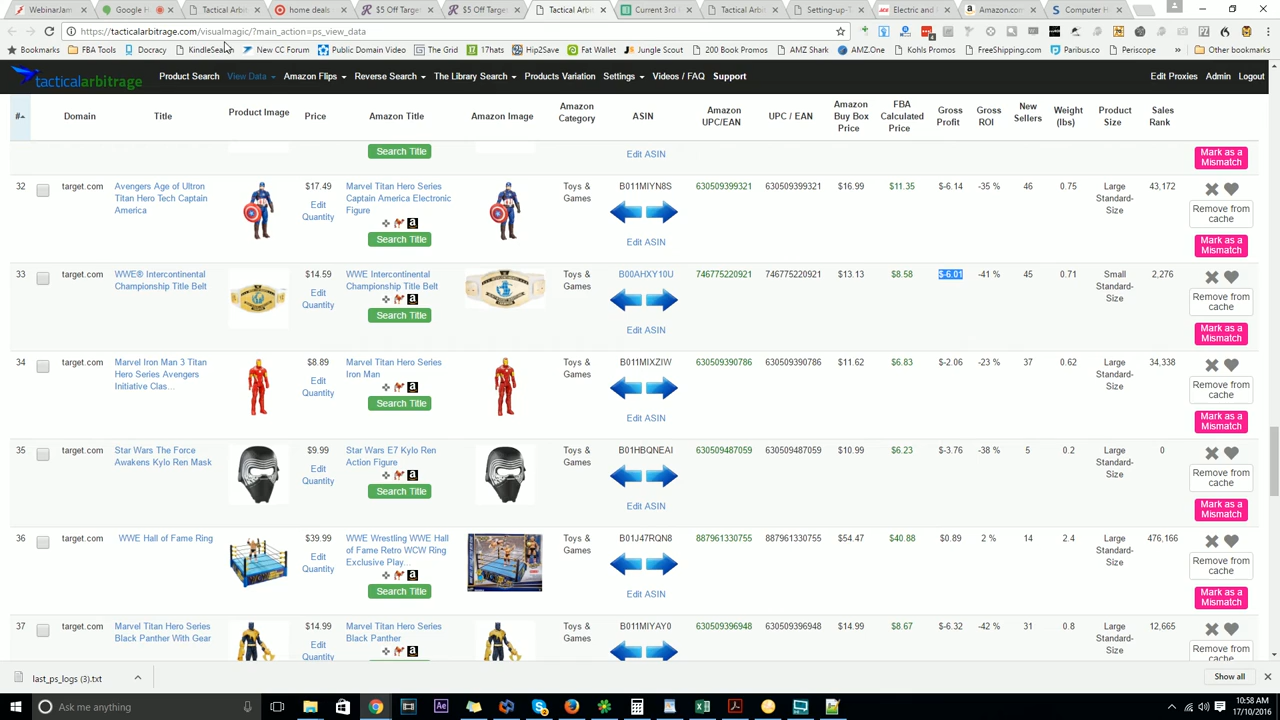 WebinarJam
Google H
Tactical Arb
home deals
$5 Off Target
$5 Off Target
Tactical Arbi
Current 3rd
Tactical Arb
Setting-up-T
Electric and
Amazon.com
Computer H
https://tacticalarbitrage.com/visualmagic/?main_action=ps_view_data
Bookmarks FBA Tools Docracy KindleSear New CC Forum Public Domain Video The Grid 17hats Hip2Save Fat Wallet Jungle Scout 200 Book Promos AMZ Shark AMZ.One Kohls Promos FreeShipping.com Paribus.co Periscope » Other bookmarks
tacticalarbitrage Product Search View Data Amazon Flips Reverse Search The Library Search Products Variation Settings Videos / FAQ Support Edit Proxies Admin Logout
# Domain Title Product Image Price Amazon Title Amazon Image Amazon Category ASIN Amazon UPC/EAN UPC / EAN Amazon Buy Box Price FBA Calculated Price Gross Profit Gross ROI New Sellers Weight (lbs) Product Size Sales Rank
Search Title Edit ASIN Mark as a Mismatch
32 target.com Avengers Age of Ultron $17.49 Marvel Titan Hero Series Toys & B011MIYN8S 630509399321 630509399321 $16.99 $11.35 $-6.14 -35 % 46 0.75 Large 43,172
Titan Hero Tech Captain Edit Captain America Electronic Games Standard-
America Quantity Figure Size Remove from cache
Search Title Edit ASIN Mark as a Mismatch
33 target.com WWE® Intercontinental $14.59 WWE Intercontinental Toys & B00AHXY10U 746775220921 746775220921 $13.13 $8.58 $-6.01 -41 % 45 0.71 Small 2,276
Championship Title Belt Edit Championship Title Belt Games Standard-
Quantity Size Remove from cache
Search Title Edit ASIN Mark as a Mismatch
34 target.com Marvel Iron Man 3 Titan $8.89 Marvel Titan Hero Series Toys & B011MIXZIW 630509390786 630509390786 $11.62 $6.83 $-2.06 -23 % 37 0.62 Large 34,338
Hero Series Avengers Edit Iron Man Games Standard-
Initiative Clas... Quantity Size Remove from cache
Search Title Edit ASIN Mark as a Mismatch
35 target.com Star Wars The Force $9.99 Star Wars E7 Kylo Ren Toys & B01HBQNEAI 630509487059 630509487059 $10.99 $6.23 $-3.76 -38 % 5 0.2 Large 0
Awakens Kylo Ren Mask Edit Action Figure Games Standard-
Quantity Size Remove from cache
Search Title Edit ASIN Mark as a Mismatch
36 target.com WWE Hall of Fame Ring $39.99 WWE Wrestling WWE Hall Toys & B01J47RQN8 887961330755 887961330755 $54.47 $40.88 $0.89 2 % 14 2.4 Large 476,166
Edit of Fame Retro WCW Ring Games Standard-
Quantity Exclusive Play... Size Remove from cache
Search Title Edit ASIN Mark as a Mismatch
37 target.com Marvel Titan Hero Series $14.99 Marvel Titan Hero Series Toys & B011MIYAY0 630509396948 630509396948 $14.99 $8.67 $-6.32 -42 % 31 0.8 Large 12,665
Black Panther With Gear Edit Black Panther Games Standard-
Quantity Size Remove from cache
last_ps_logs (3).txt Show all
Ask me anything
10:58 AM
17/10/2016